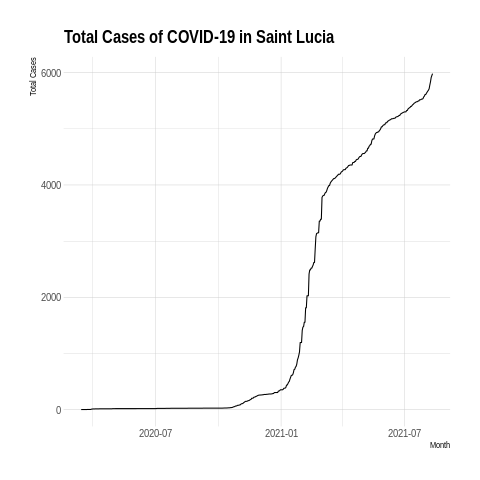 Total Cases of COVID-19 in Saint Lucia
Total Cases
6000
4000
2000
0
2020-07
2021-01
2021-07
Month